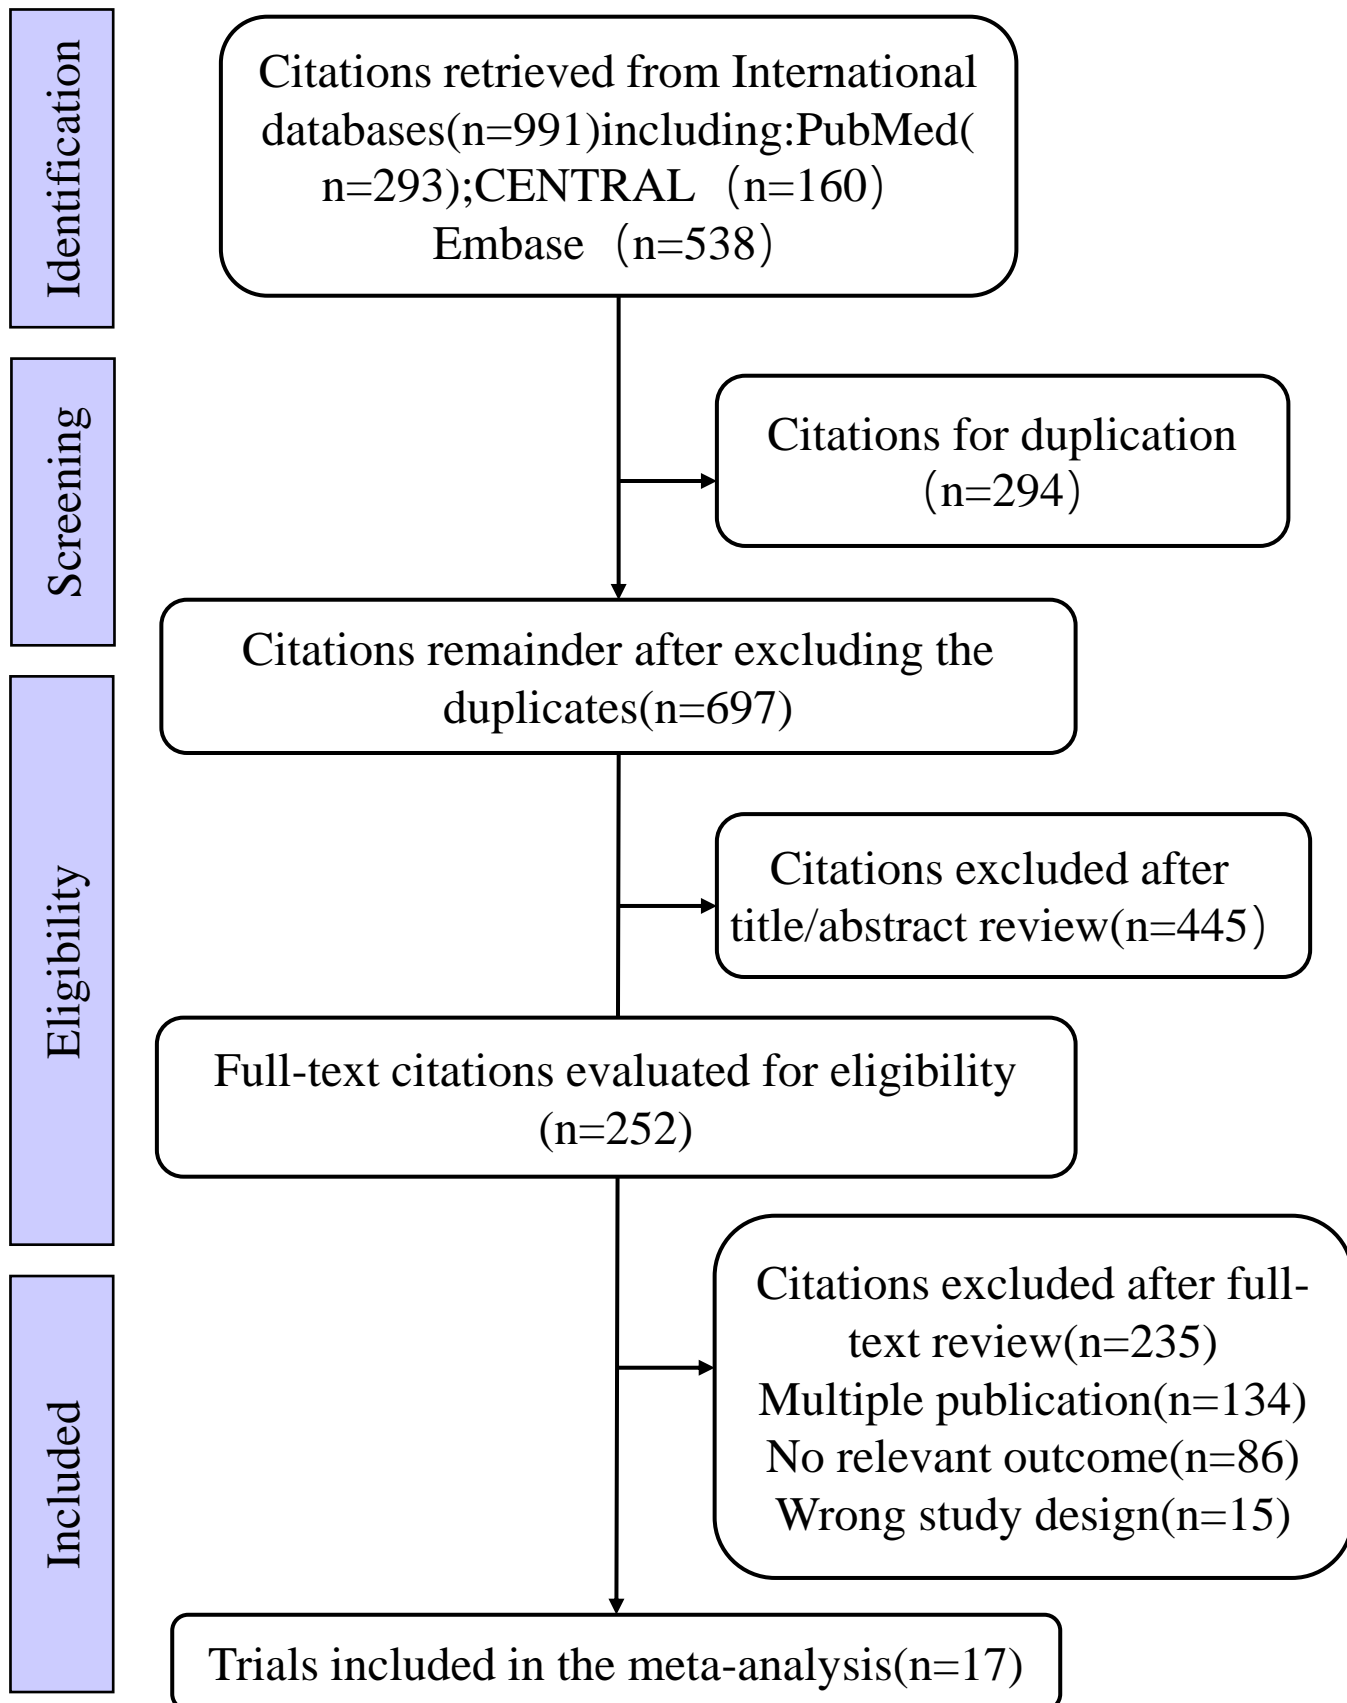 Identification
Citations retrieved from International
databases(n=991)including:PubMed(
n=293);CENTRAL（n=160）
Embase（n=538）
Screening
Citations for duplication
（n=294）
Citations remainder after excluding the
duplicates(n=697)
Eligibility
Citations excluded after
title/abstract review(n=445）
Full-text citations evaluated for eligibility
(n=252)
Included
Citations excluded after full-
text review(n=235)
Multiple publication(n=134)
No relevant outcome(n=86)
Wrong study design(n=15)
Trials included in the meta-analysis(n=17)